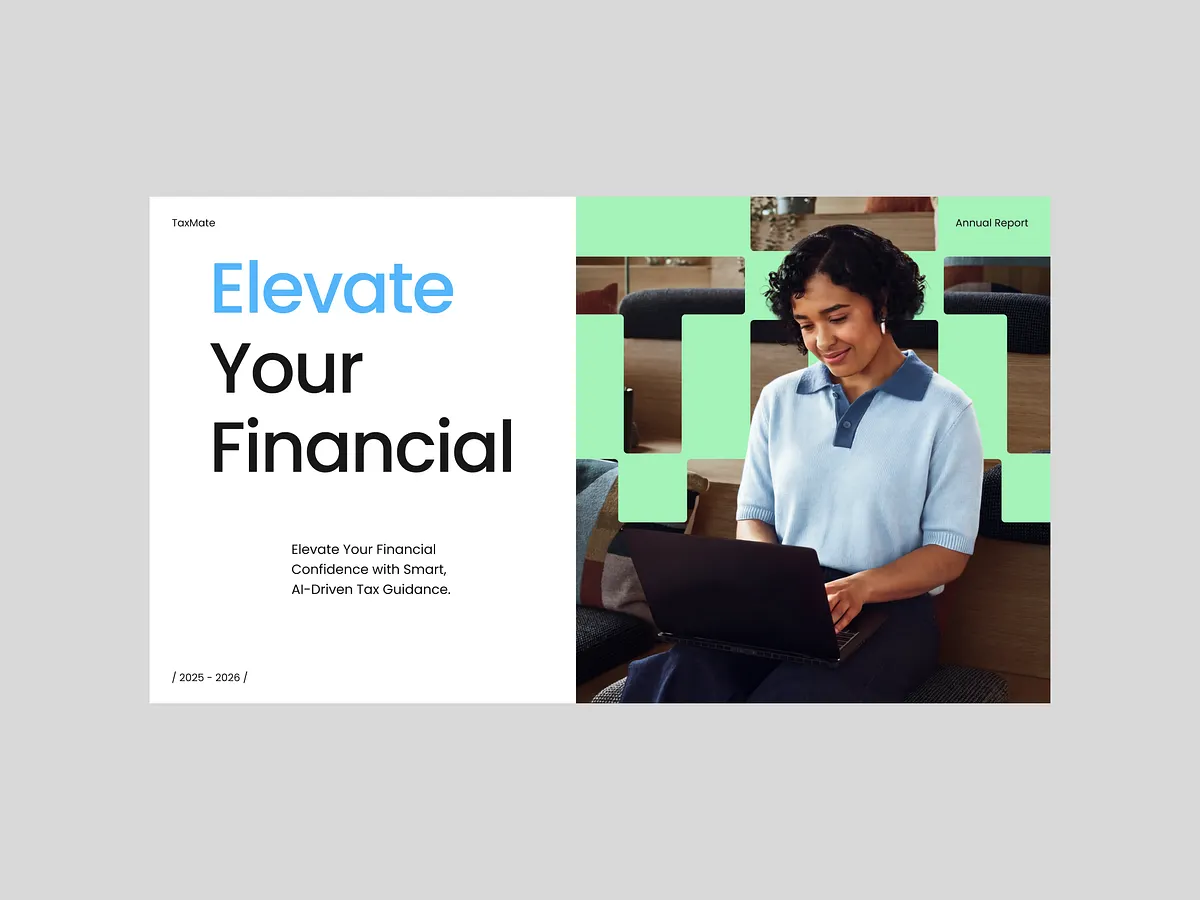 TaxMate
Annual Report
Elevate
Your
Financial
Elevate Your Financial
Confidence with Smart,
AI-Driven Tax Guidance.
/ 2025 - 2026 /